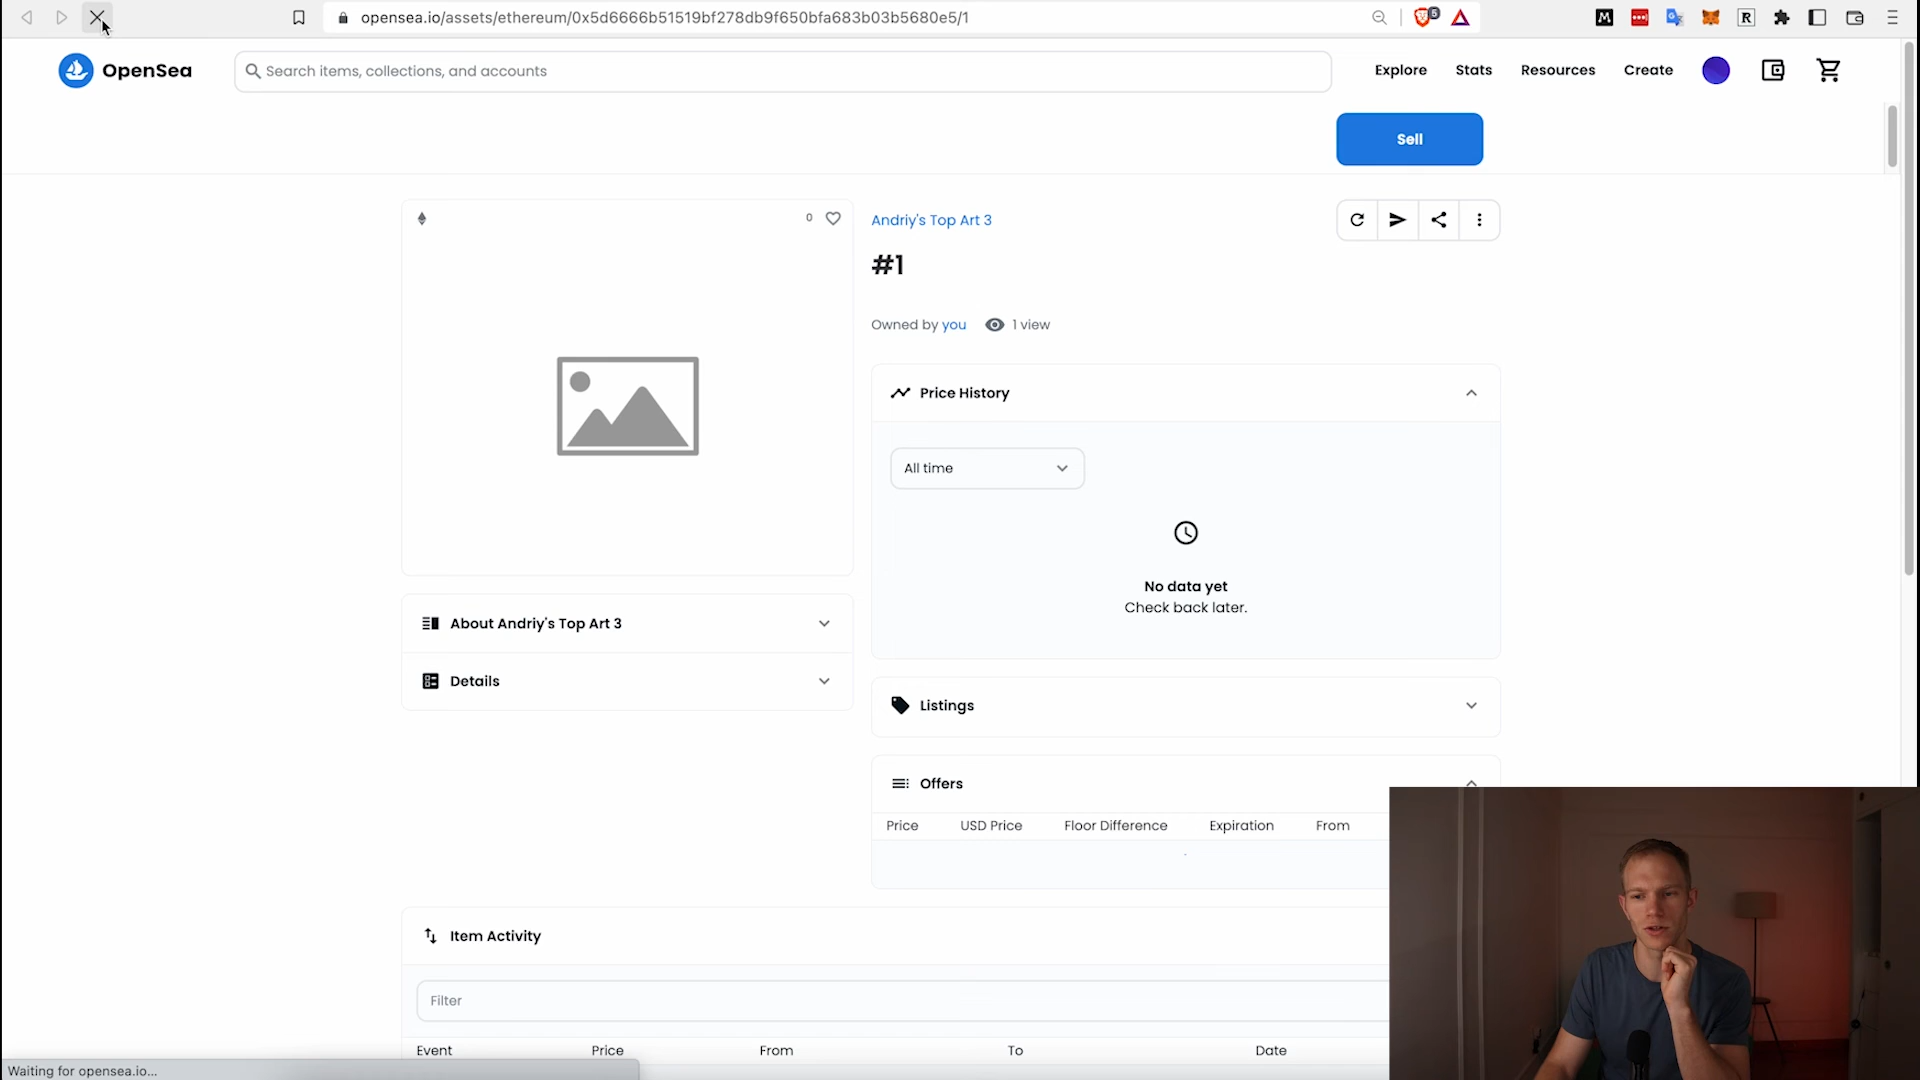 opensea.io/assets/ethereum/0x5d6666b51519bf278db9f650bfa683b03b5680e5/1
5
M
R
OpenSea
Search items, collections, and accounts
Explore
Stats
Resources
Create
Sell
0
Andriy's Top Art 3
#1
Owned by you
1 view
Price History
All time
No data yet
Check back later.
About Andriy's Top Art 3
Details
Listings
Offers
Price USD Price Floor Difference Expiration From
Item Activity
Filter
Event Price From To Date
Waiting for opensea.io...